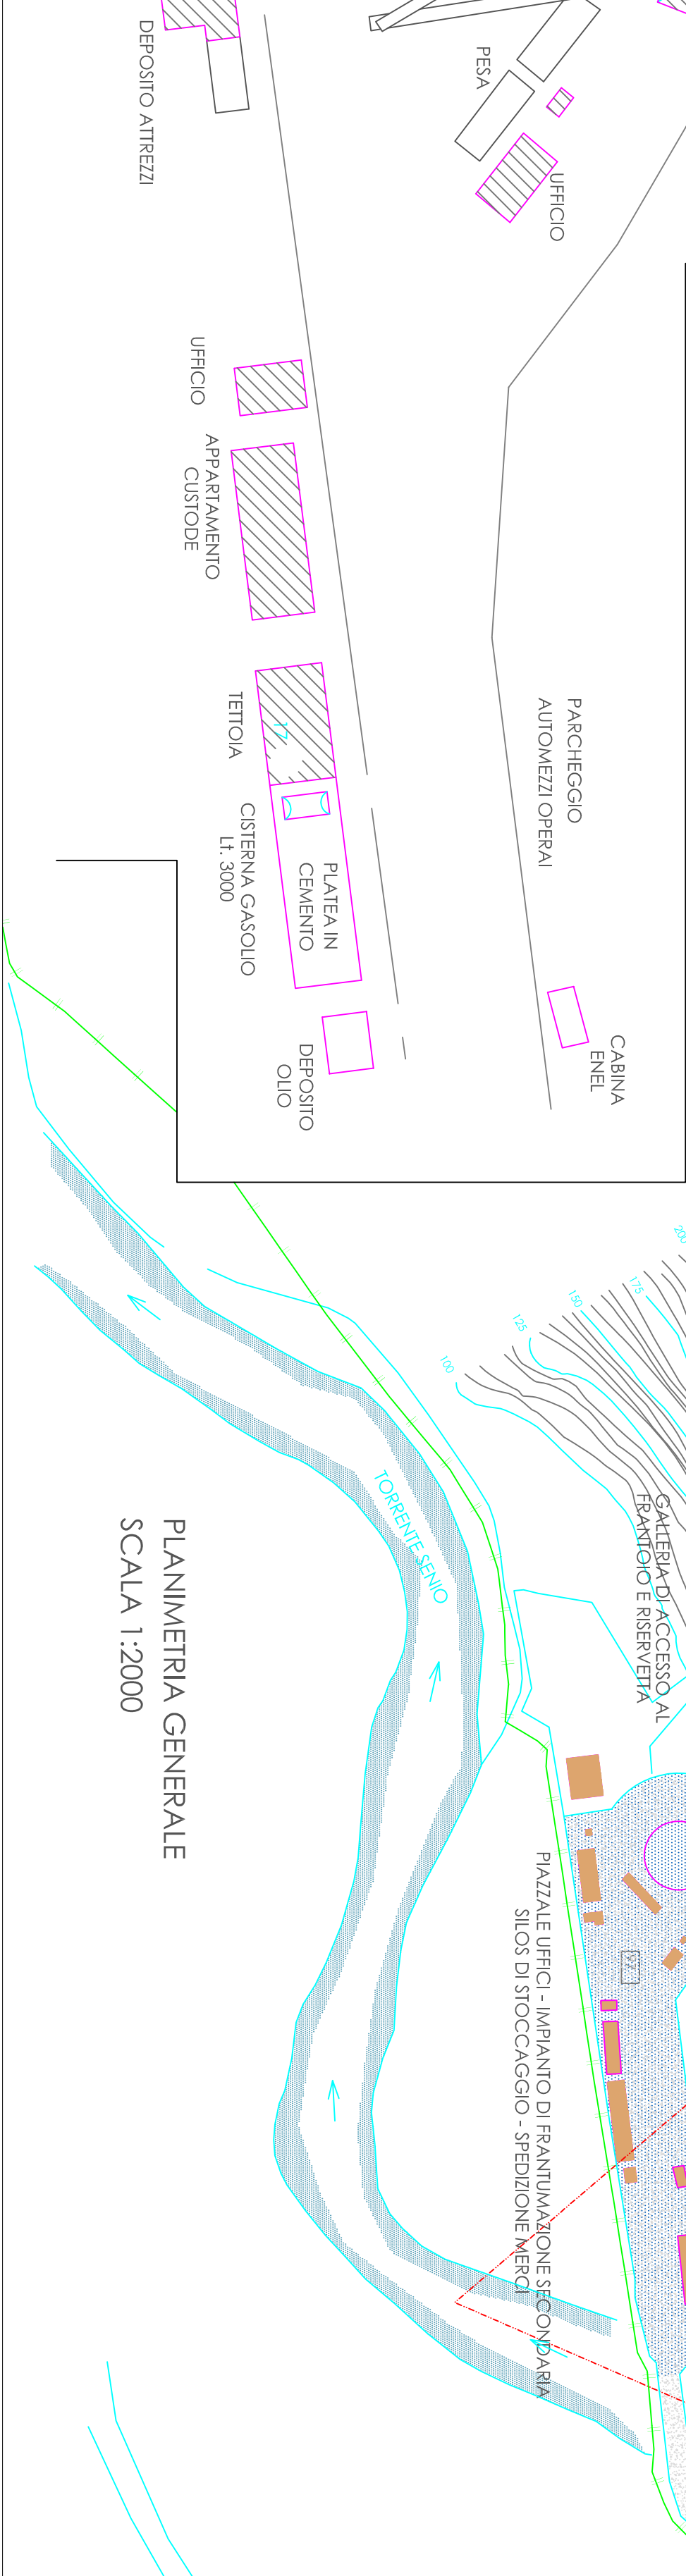 DEPOSITO ATTREZZI
PESA
UFFICIO
UFFICIO
APPARTAMENTO
CUSTODE
TETTOIA
17
PARCHEGGIO
AUTOMEZZI OPERAI
CISTERNA GASOLIO
Lt. 3000
PLATEA IN
CEMENTO
DEPOSITO
OLIO
CABINA
ENEL
200
175
150
125
100
TORRENTE SENIO
GALLERIA DI ACCESSO AL
FRANTOIO E RISERVETTA
PLANIMETRIA GENERALE
SCALA 1:2000
PIAZZALE UFFICI - IMPIANTO DI FRANTUMAZIONE SECONDARIA
SILOS DI STOCCAGGIO - SPEDIZIONE MERCI